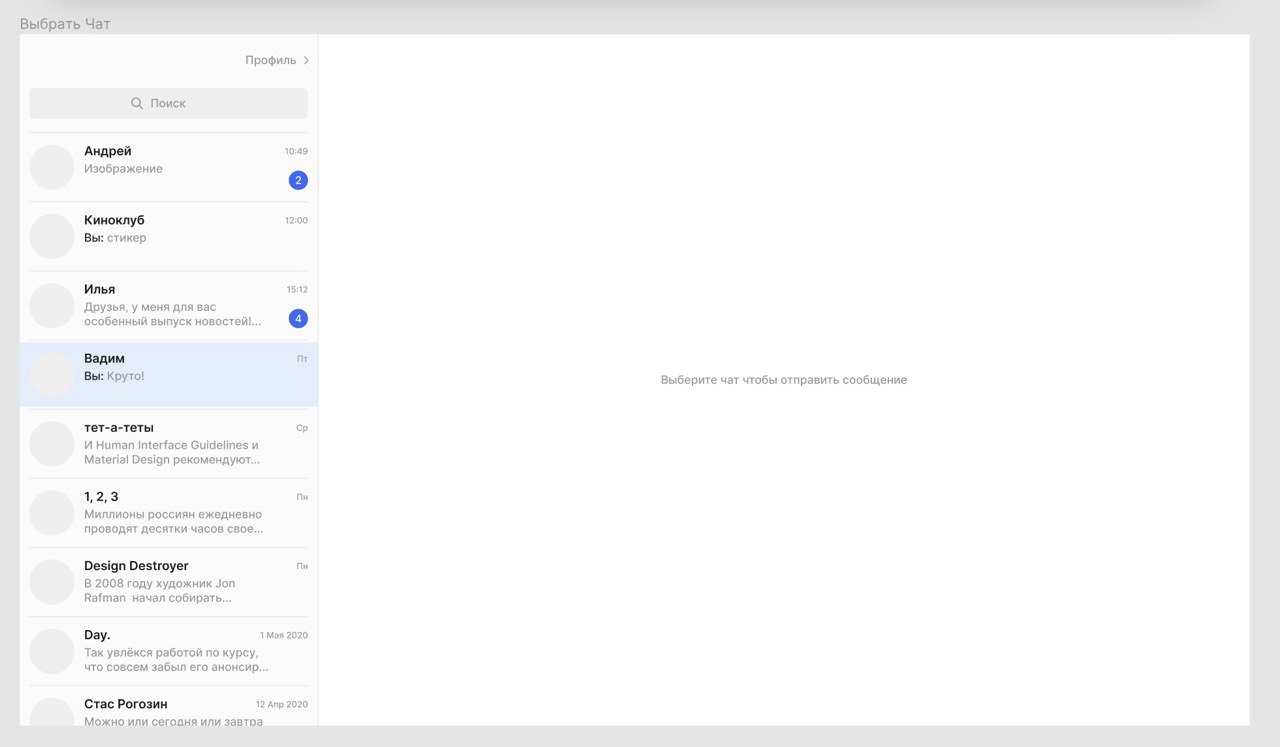 Выбрать Чат
Профиль
Поиск
Андрей
10:49
Изображение
2
Киноклуб
12:00
Вы: стикер
Илья
15:12
Друзья, у меня для вас
особенный выпуск новостей!...
4
Вадим
Пт
Вы: Круто!
тет-а-теты
Ср
И Human Interface Guidelines и
Material Design рекомендуют...
1, 2, 3
Пн
Миллионы россиян ежедневно
проводят десятки часов свое...
Design Destroyer
Пн
В 2008 году художник Jon
Rafman начал собирать...
Day.
1 Мая 2020
Так увлёкся работой по курсу,
что совсем забыл его анонсир...
Стас Рогозин
12 Апр 2020
Можно или сегодня или завтра
Выберите чат чтобы отправить сообщение